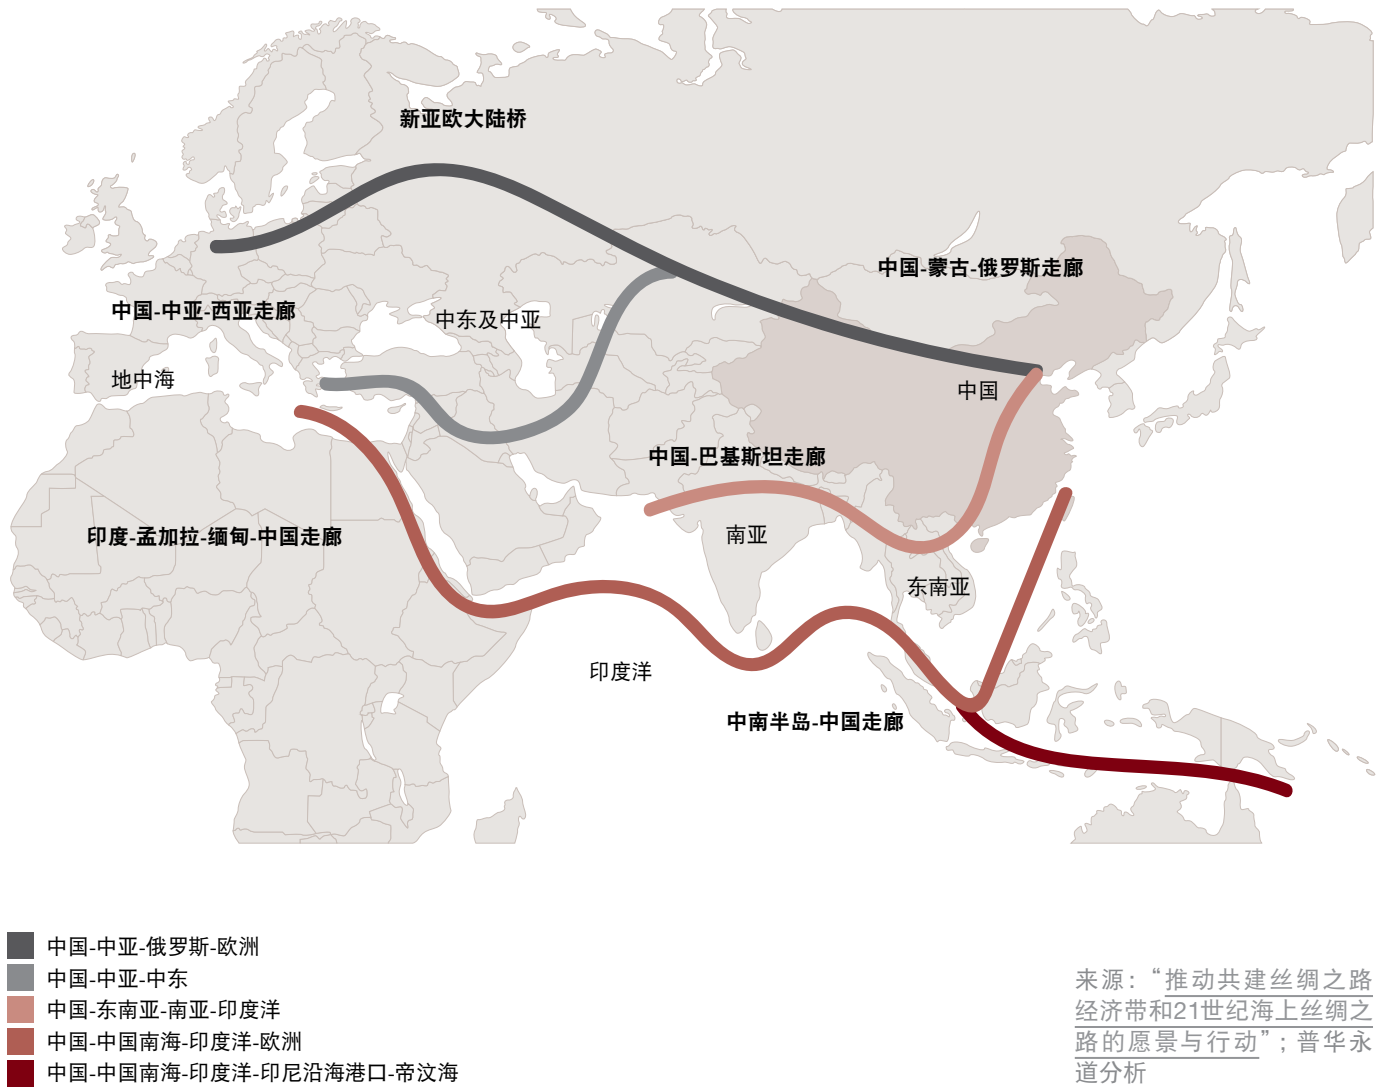 新亚欧大陆桥
中国-蒙古-俄罗斯走廊
中国-中亚-西亚走廊
中东及中亚
地中海
中国
中国-巴基斯坦走廊
印度-孟加拉-缅甸-中国走廊
南亚
东南亚
印度洋
中南半岛-中国走廊
中国-中亚-俄罗斯-欧洲
中国-中亚-中东
中国-东南亚-南亚-印度洋
中国-中国南海-印度洋-欧洲
中国-中国南海-印度洋-印尼沿海港口-帝汶海
来源：“推动共建丝绸之路
经济带和21世纪海上丝绸之
路的愿景与行动”；普华永
道分析